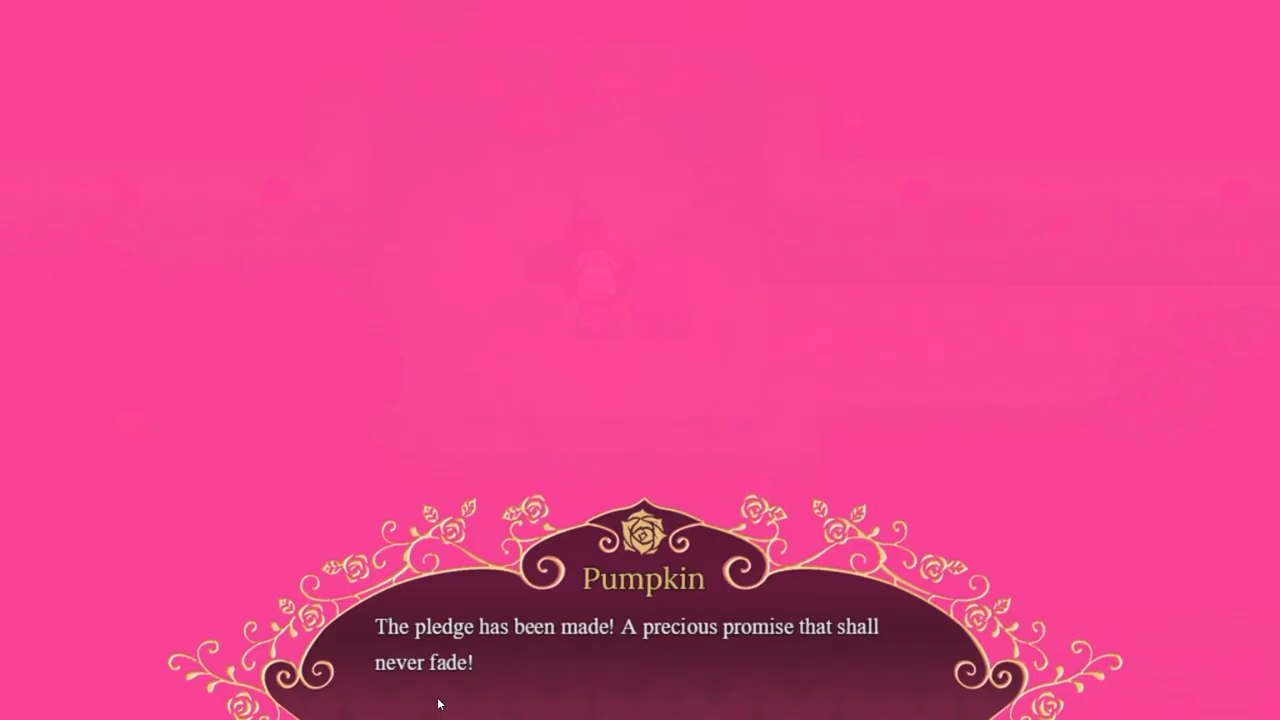 Pumpkin
The pledge has been made! A precious promise that shall
never fade!